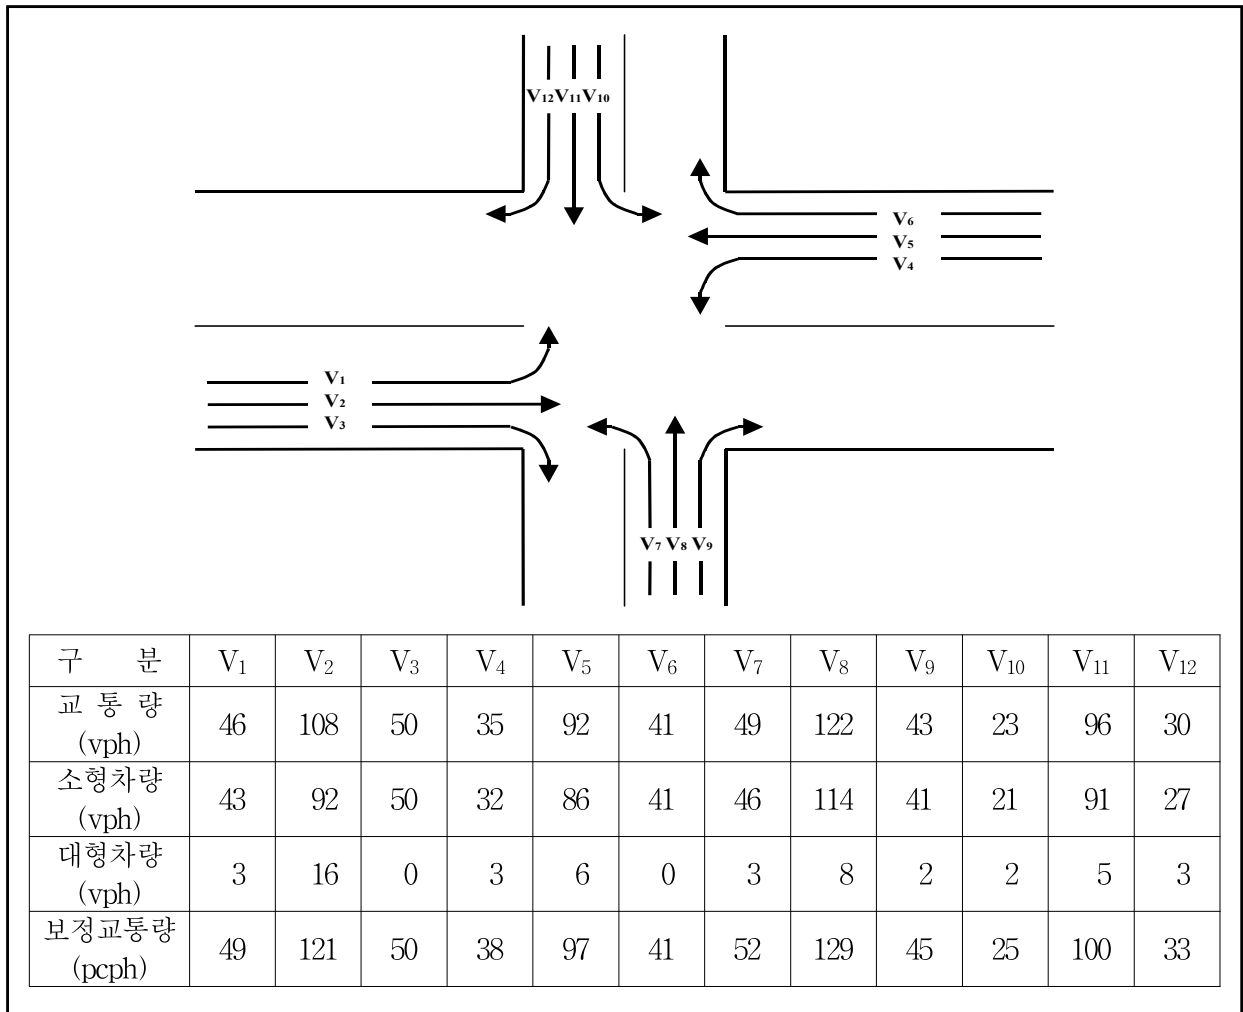 V₁₂ V₁₁ V₁₀
V₆
V₅
V₄
V₁
V₂
V₃
V₇ V₈ V₉
구 분 V₁ V₂ V₃ V₄ V₅ V₆ V₇ V₈ V₉ V₁₀ V₁₁ V₁₂
교 통 량
(vph) 46 108 50 35 92 41 49 122 43 23 96 30
소형차량
(vph) 43 92 50 32 86 41 46 114 41 21 91 27
대형차량
(vph) 3 16 0 3 6 0 3 8 2 2 5 3
보정교통량
(pcph) 49 121 50 38 97 41 52 129 45 25 100 33